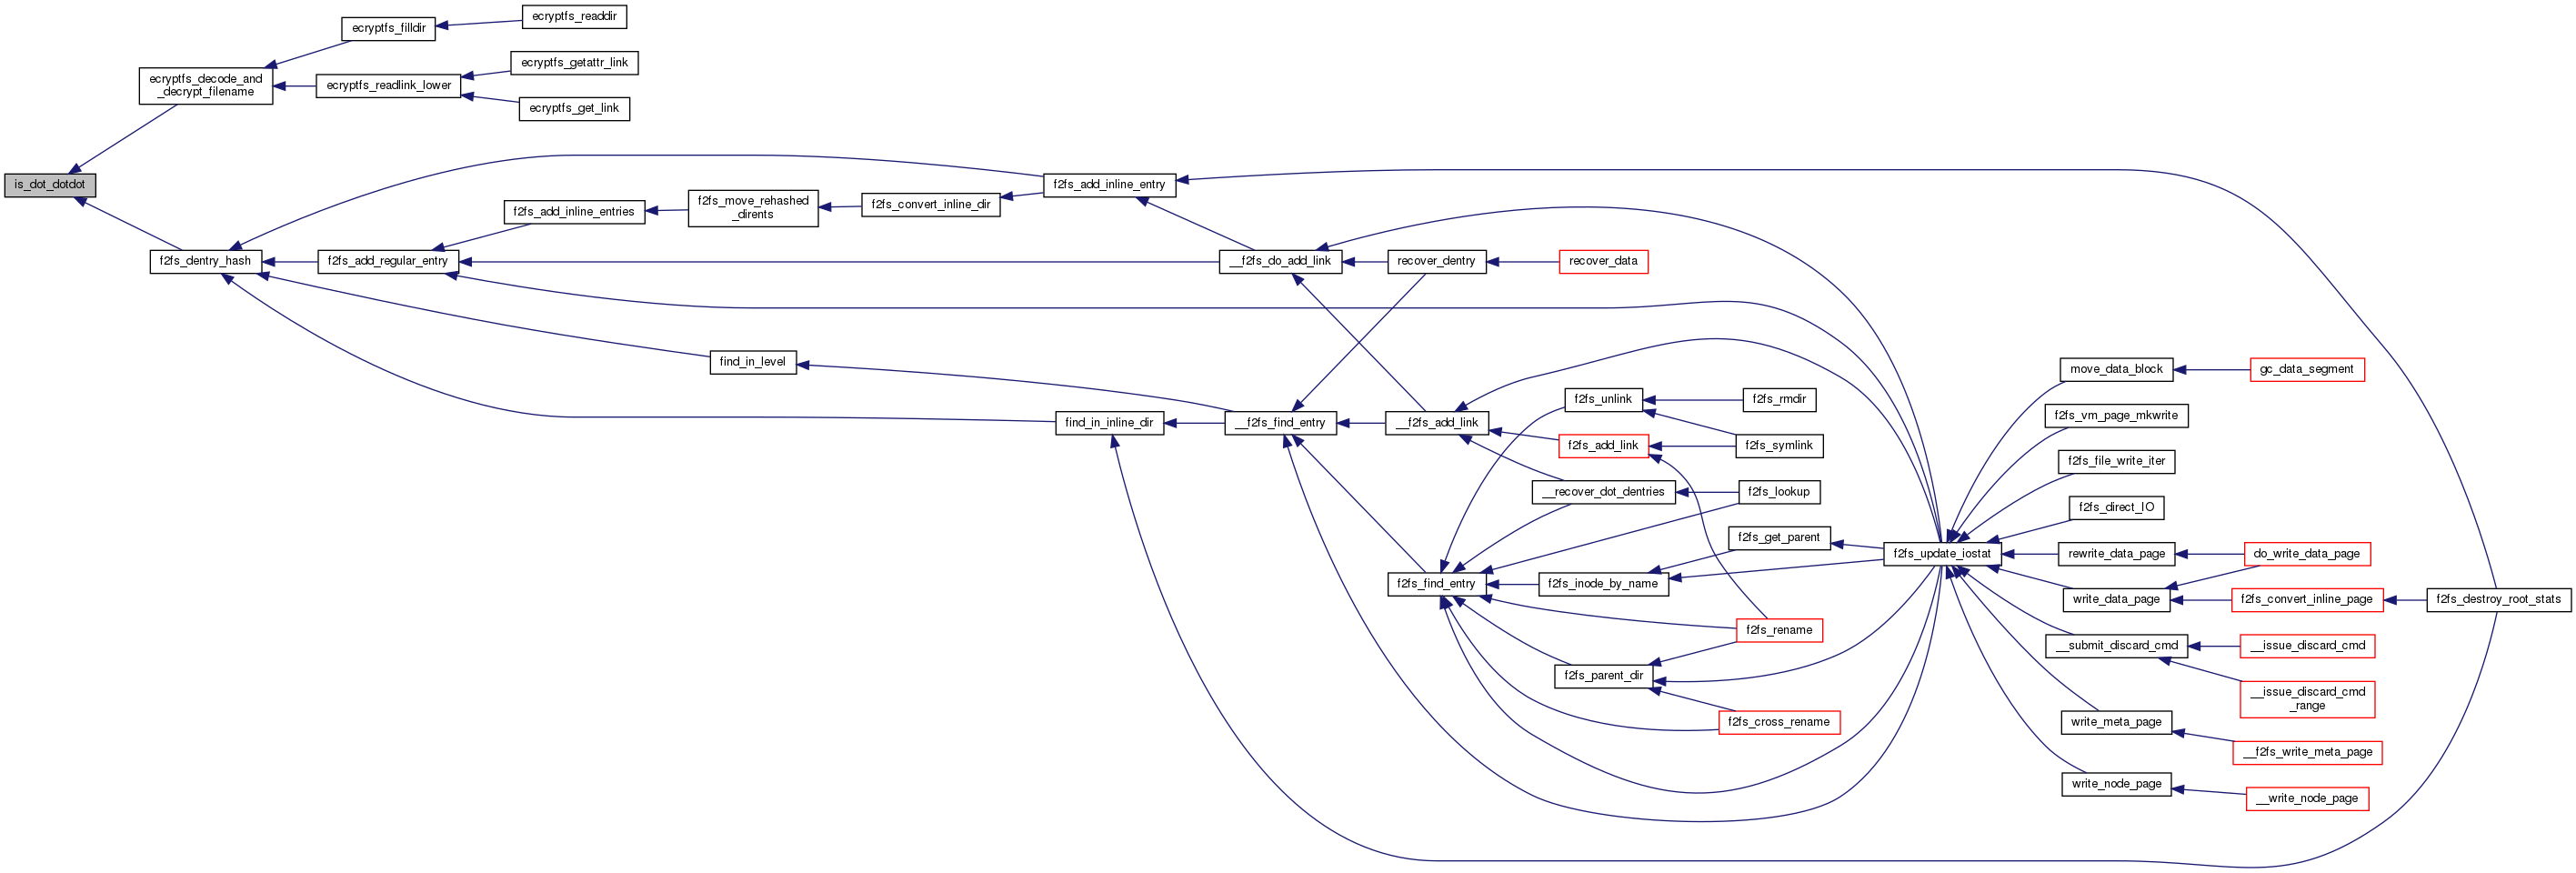 ecryptfs_readdir
ecryptfs_filldir
ecryptfs_getattr_link
ecryptfs_decode_and
_decrypt_filename
ecryptfs_readlink_lower
ecryptfs_get_link
is_dot_dotdot
f2fs_add_inline_entry
f2fs_move_rehashed
_dirents
f2fs_convert_inline_dir
f2fs_add_inline_entries
f2fs_dentry_hash
f2fs_add_regular_entry
__f2fs_do_add_link
recover_dentry
recover_data
find_in_level
move_data_block
gc_data_segment
f2fs_unlink
f2fs_rmdir
f2fs_vm_page_mkwrite
find_in_inline_dir
__f2fs_find_entry
__f2fs_add_link
f2fs_add_link
f2fs_symlink
f2fs_file_write_iter
__recover_dot_dentries
f2fs_lookup
f2fs_direct_IO
f2fs_get_parent
f2fs_update_iostat
rewrite_data_page
do_write_data_page
f2fs_find_entry
f2fs_inode_by_name
write_data_page
f2fs_convert_inline_page
f2fs_destroy_root_stats
f2fs_rename
__submit_discard_cmd
__issue_discard_cmd
f2fs_parent_dir
__issue_discard_cmd
_range
f2fs_cross_rename
write_meta_page
__f2fs_write_meta_page
write_node_page
__write_node_page